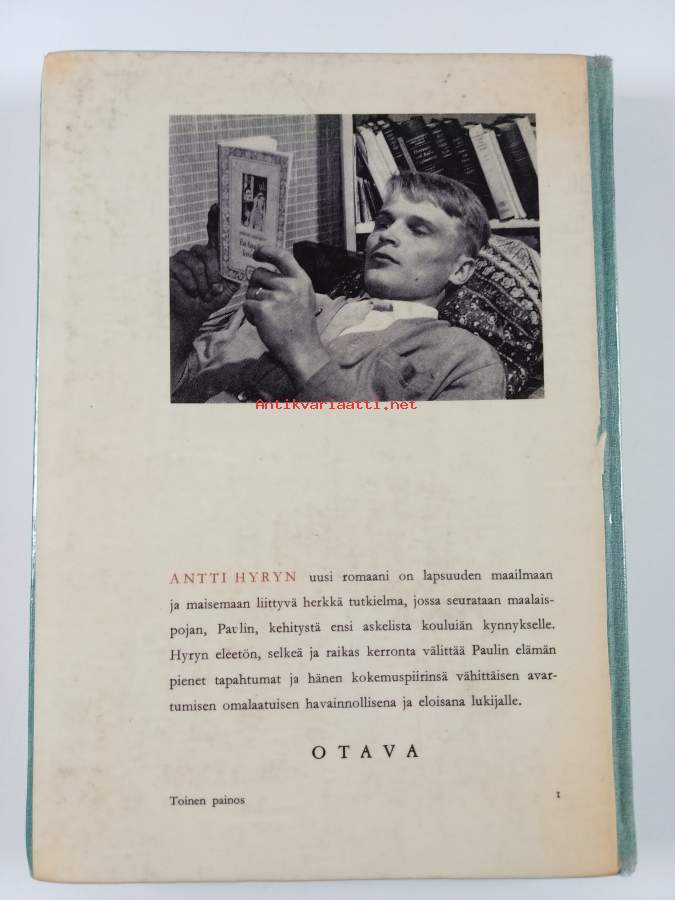 Antikvariaatti.net
ANTTI HYRYN uusi romaani on lapsuuden maailmaan
ja maisemaan liittyvä herkkä tutkielma, jossa seurataan maalais-
pojan, Paulin, kehitystä ensi askelista kouluiän kynnykselle.
Hyryn eleetön, selkeä ja raikas kerronta välittää Paulin elämän
pienet tapahtumat ja hänen kokemuspiirinsä vähittäisen avar-
tumisen omalaatuisen havainnollisena ja eloisana lukijalle.
OTAVA
Toinen painos
1